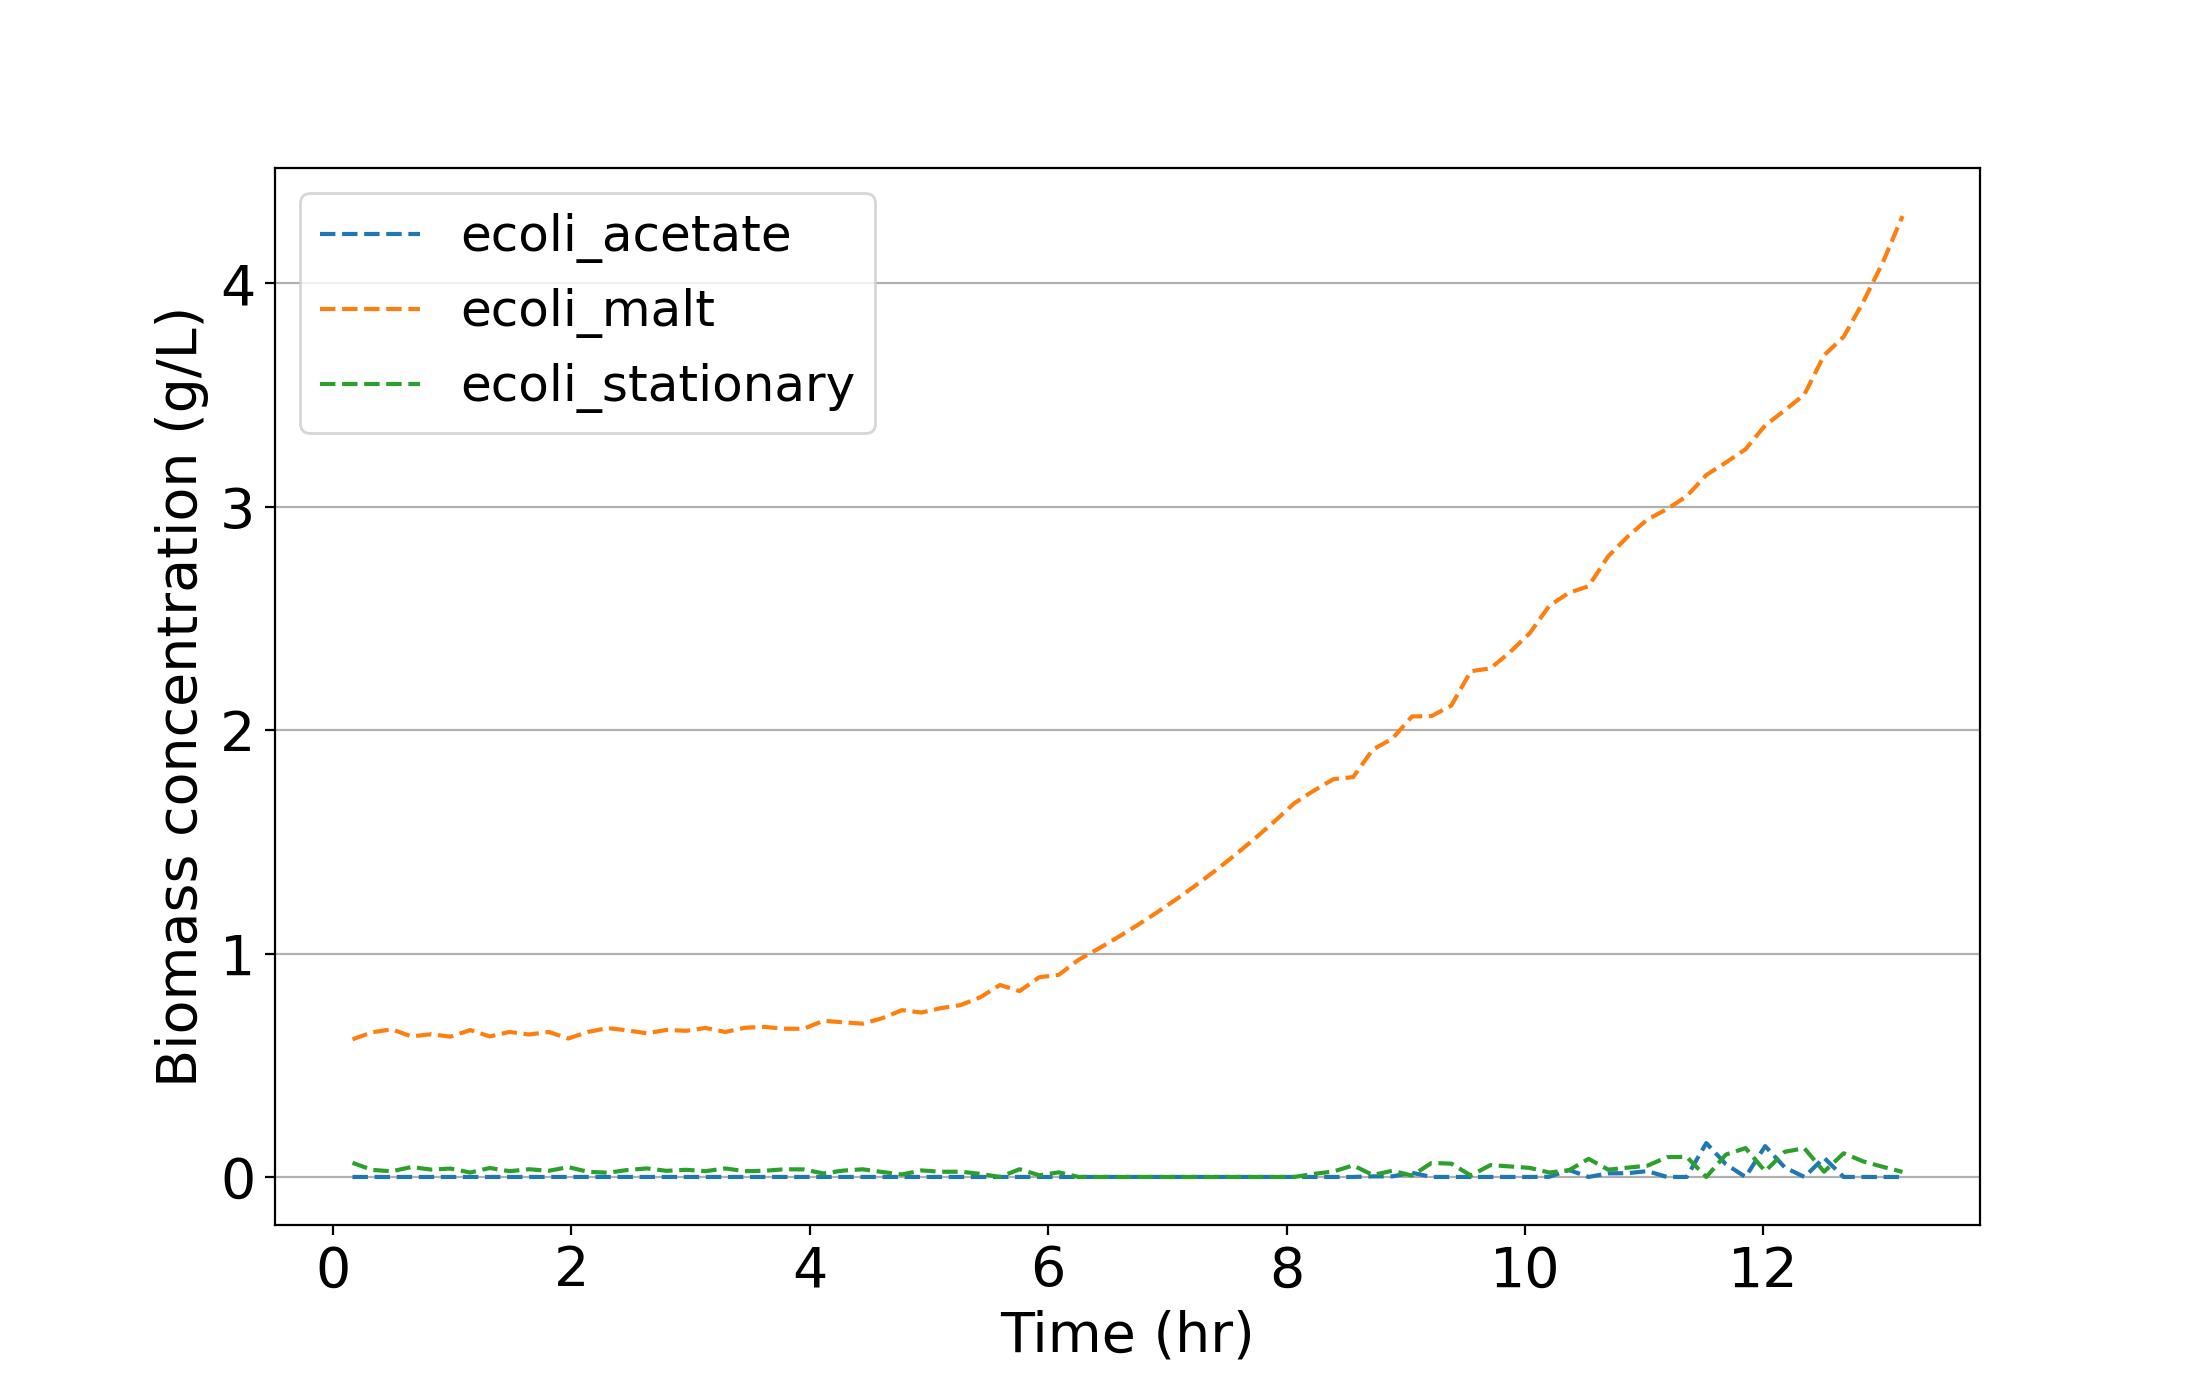 ecoli_acetate
ecoli_malt
ecoli_stationary
Biomass concentration (g/L)
4
3
2
1
0
0 2 4 6 8 10 12
Time (hr)